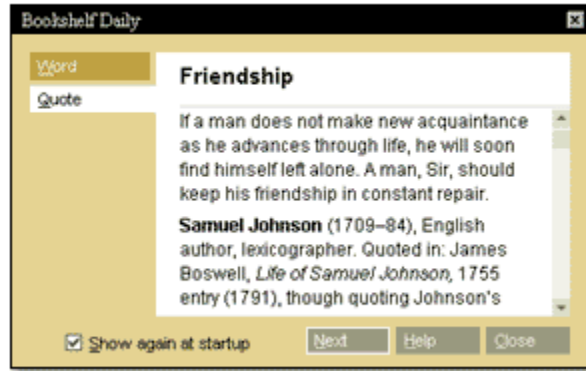 Bookshelf Daily
Word
Quote
Friendship
If a man does not make new acquaintance
as he advances through life, he will soon
find himself left alone. A man, Sir, should
keep his friendship in constant repair.
Samuel Johnson (1709–84), English
author, lexicographer. Quoted in: James
Boswell, Life of Samuel Johnson, 1755
entry (1791), though quoting Johnson's
Show again at startup
Next
Help
Close